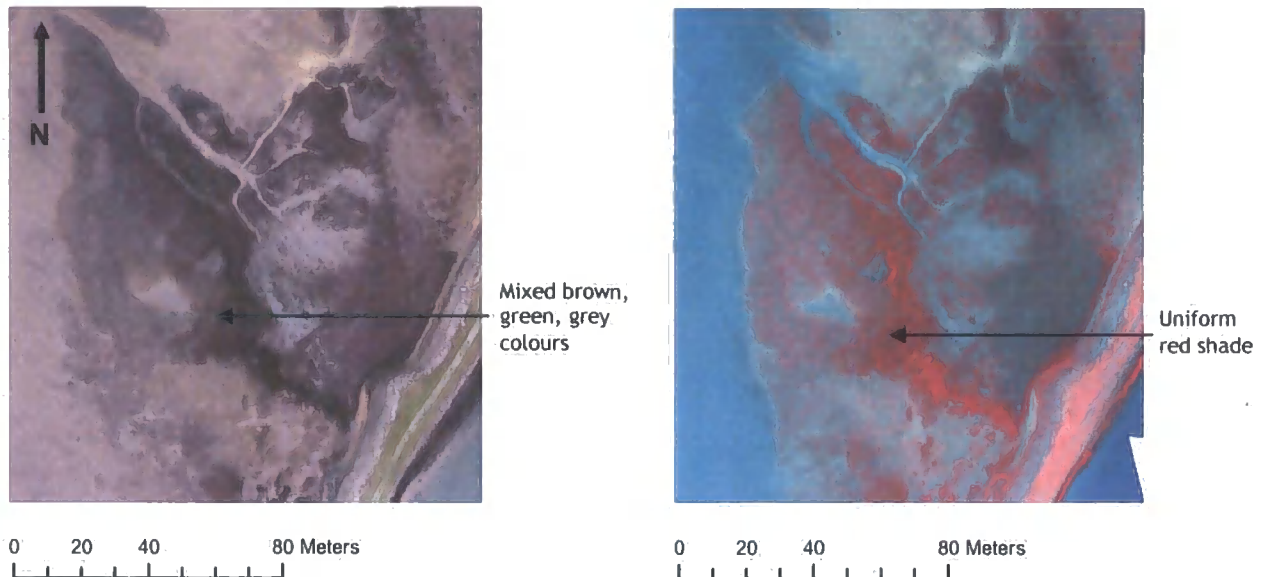 N
Mixed brown,
green, grey
colours
Uniform
red shade
0 20 40 80 Meters
0 20 40 80 Meters